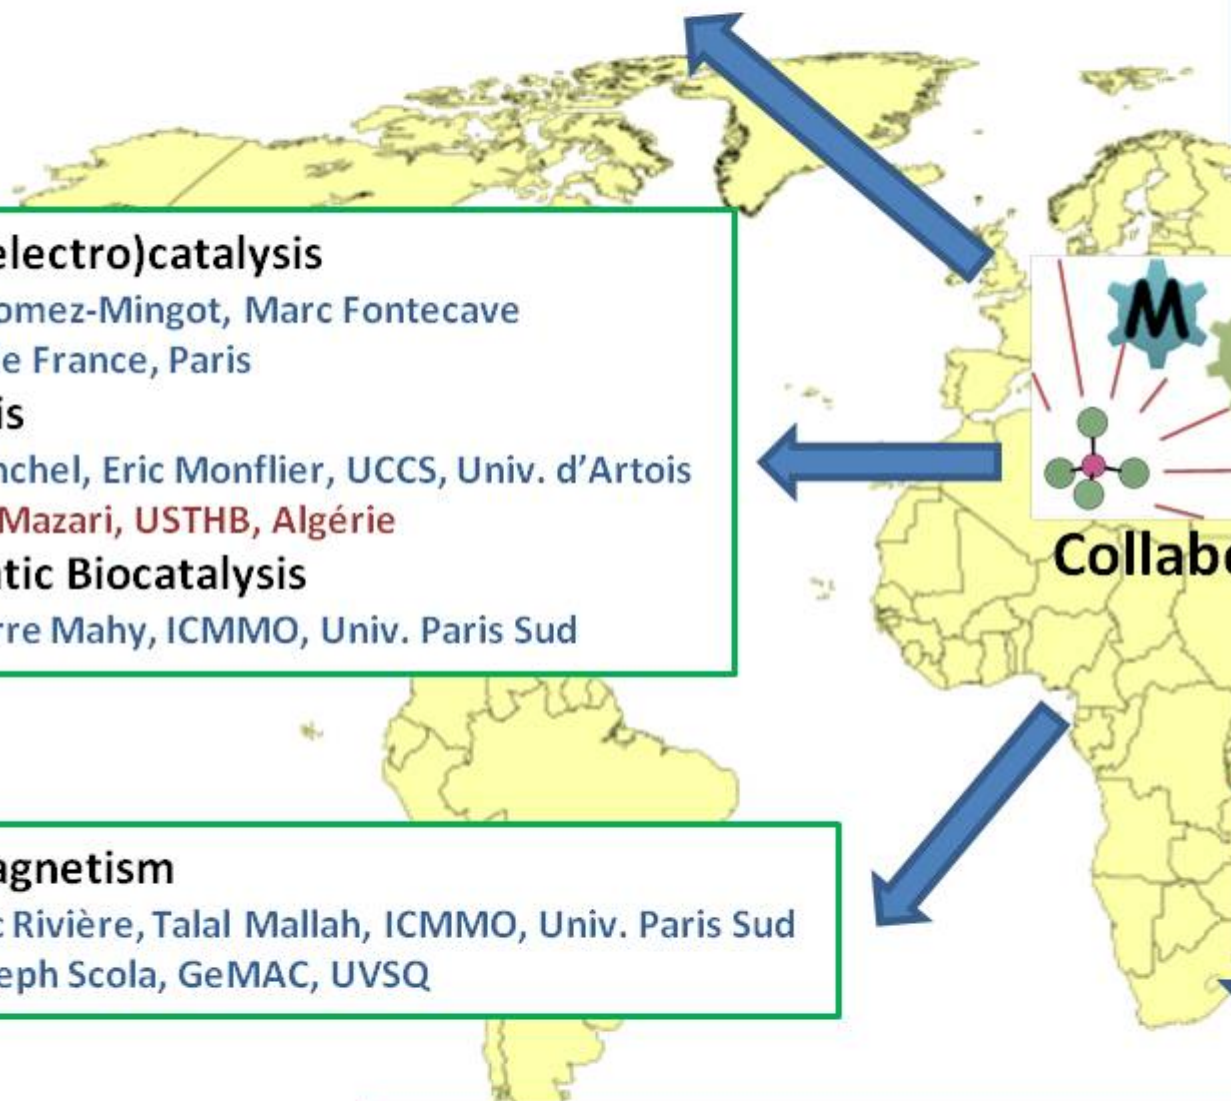 electro)catalysis
omez-Mingot, Marc Fontecave
e France, Paris
is
nchel, Eric Monflier, UCCS, Univ. d’Artois
Mazari, USTHB, Algérie
tic Biocatalysis
rre Mahy, ICMMO, Univ. Paris Sud
M
Collabo
agnetism
c Rivière, Talal Mallah, ICMMO, Univ. Paris Sud
eph Scola, GeMAC, UVSQ